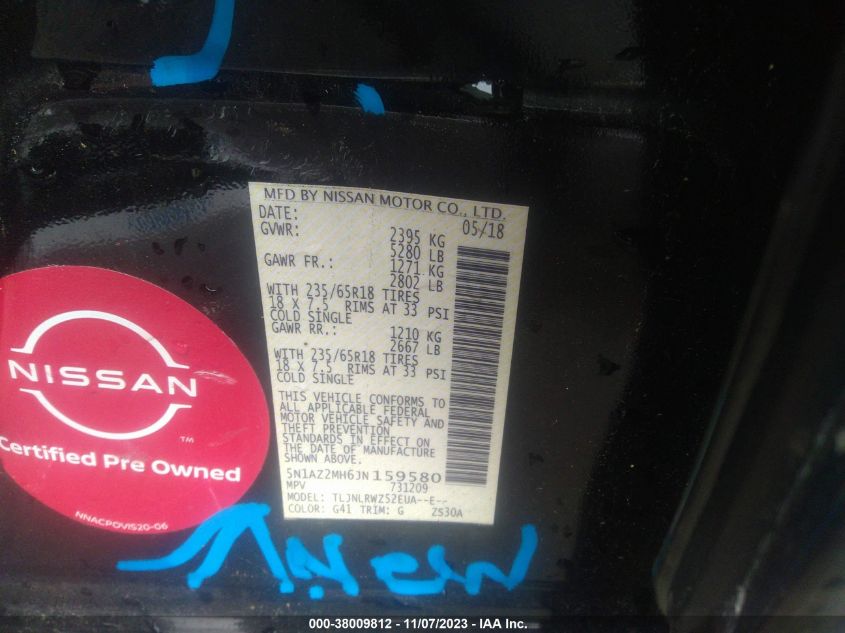 MFD BY NISSAN MOTOR CO., LTD.
DATE: 05/18
GVWR: 2395 KG
5280 LB
GAWR FR.: 1271 KG
2802 LB
WITH 235/65R18 TIRES
18 X 7.5 RIMS AT 33 PSI
COLD SINGLE
GAWR RR.: 1210 KG
2667 LB
WITH 235/65R18 TIRES
18 X 7.5 RIMS AT 33 PSI
COLD SINGLE
THIS VEHICLE CONFORMS TO
ALL APPLICABLE FEDERAL
MOTOR VEHICLE SAFETY AND
THEFT PREVENTION
STANDARDS IN EFFECT ON
THE DATE OF MANUFACTURE
SHOWN ABOVE.
5N1AZ2MH6JN159580
MPV 731209
MODEL: TLJNLRWZ52EUA--E--
COLOR: G41 TRIM: G Z530A
NISSAN
TM
Certified Pre Owned
NNACPOVIS20-06
000-38009812 - 11/07/2023 - IAA Inc.